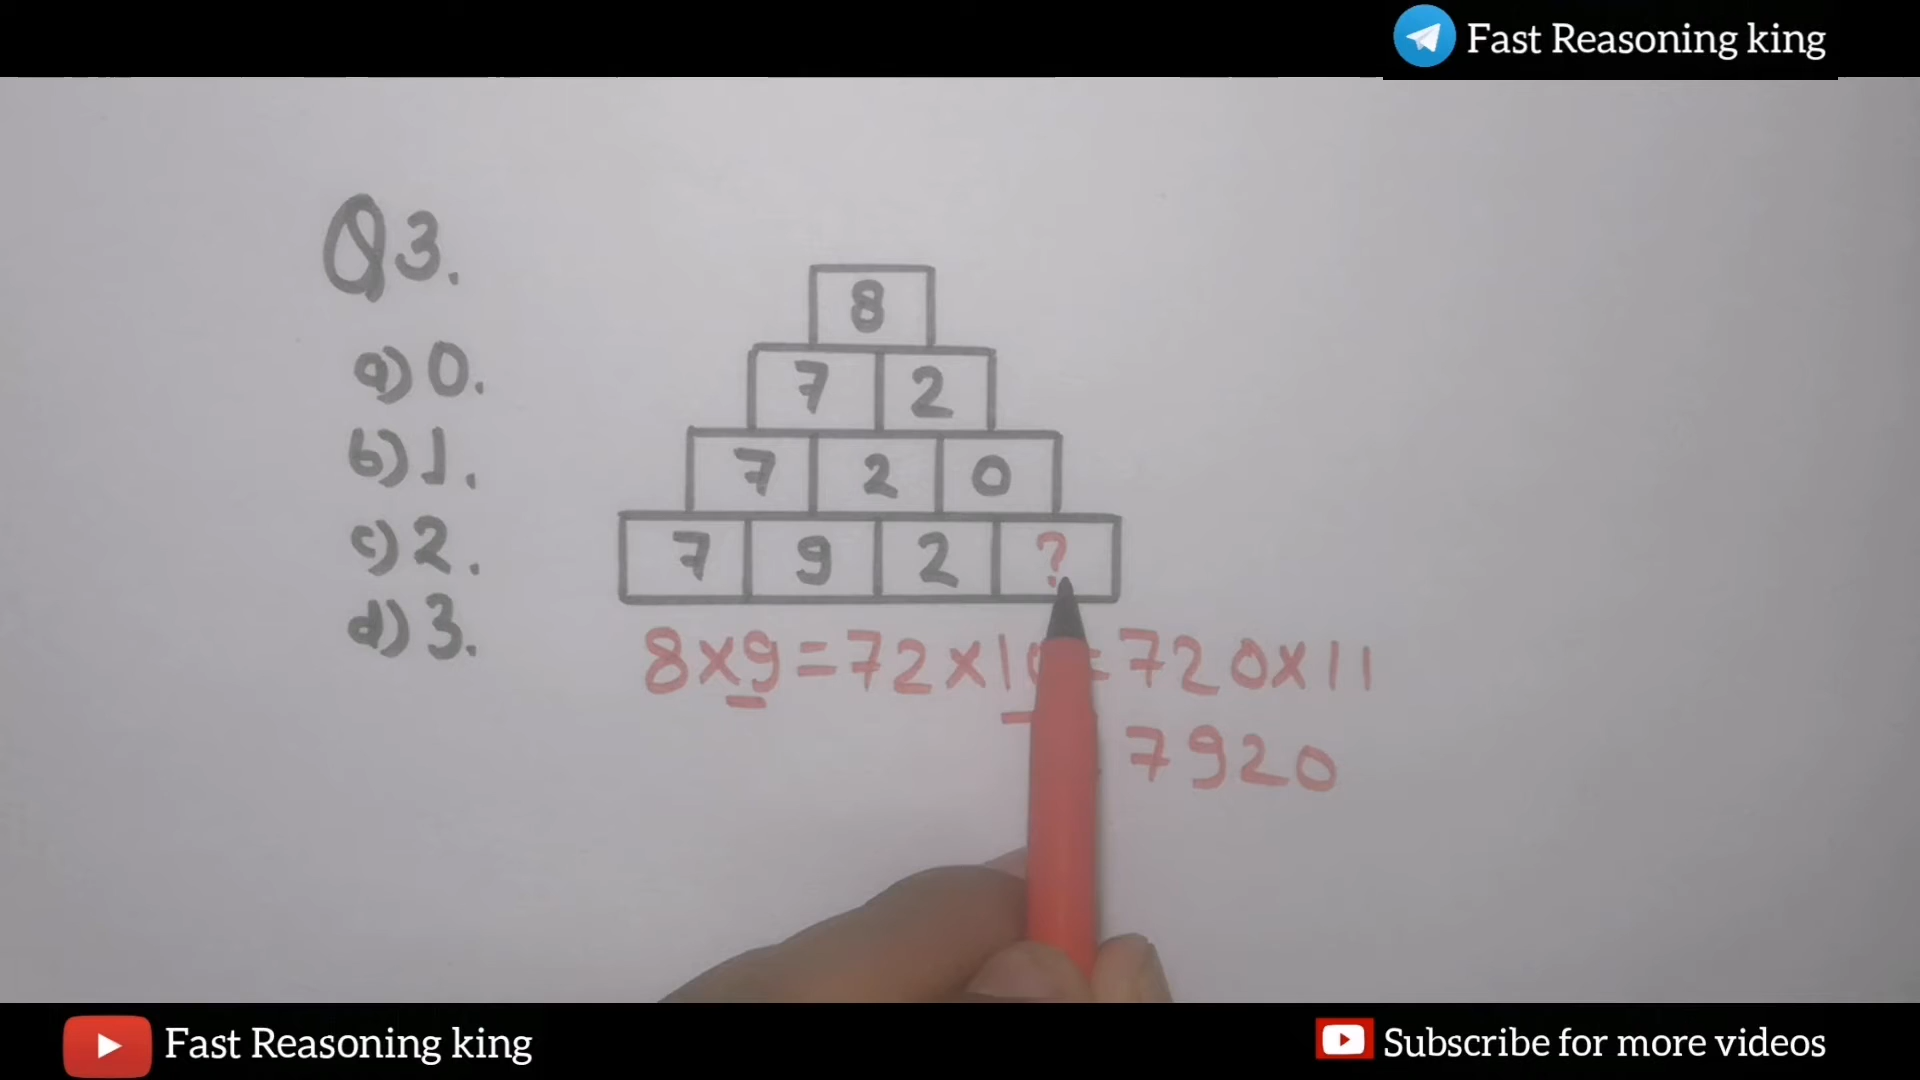 Fast Reasoning king
Q3.
a) 0.
b) 1.
c) 2.
d) 3.
8
7 2
7 2 0
7 9 2 ?
8×9=72×10=720×11
7920
Fast Reasoning king
Subscribe for more videos